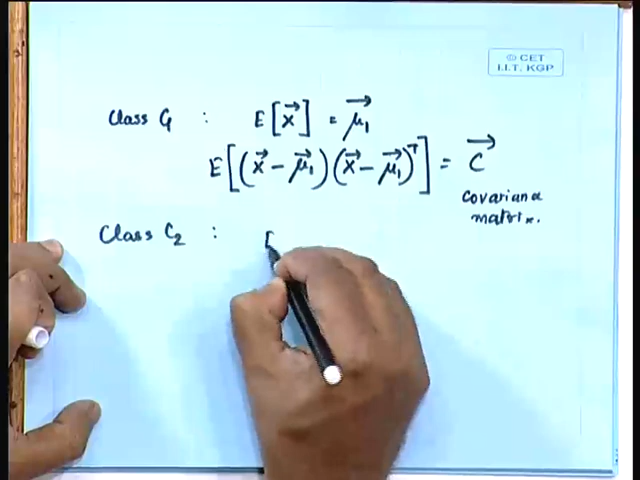 © CET
I.I.T. KGP
Class C₁ : E[x⃗] = μ⃗₁
E[(x⃗ - μ⃗₁)(x⃗ - μ⃗₁)ᵀ] = C⃗
Covariance
matrix.
Class C₂ :